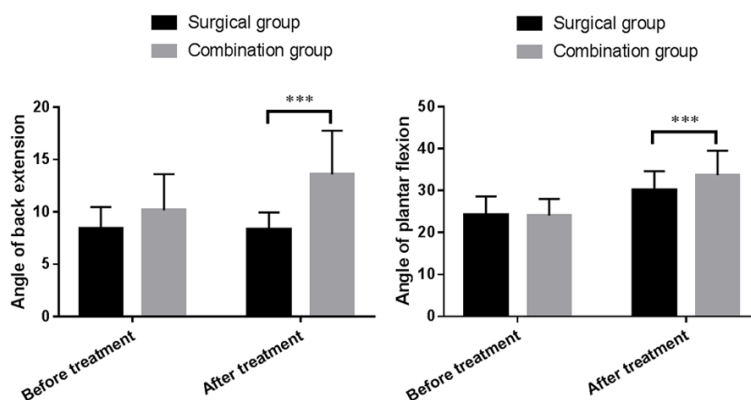 Surgical group
Combination group
Angle of back extension
20
15
10
5
0
***
Before treatment
After treatment
Surgical group
Combination group
Angle of plantar flexion
50
40
30
20
10
0
***
Before treatment
After treatment